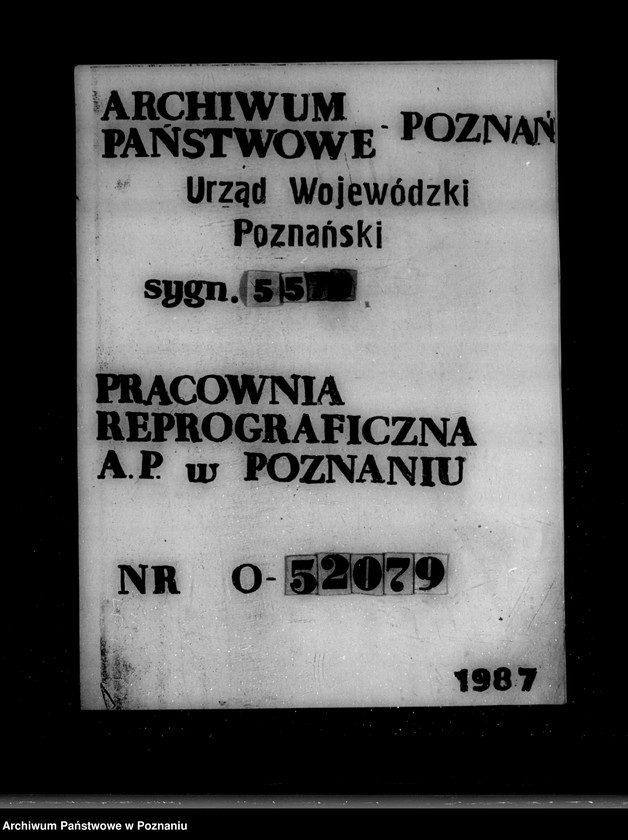 ARCHIWUM
PAŃSTWOWE - POZNAŃ
Urząd Wojewódzki
Poznański
sygn. 55
PRACOWNIA
REPROGRAFICZNA
A.P. w POZNANIU
NR O-52079
1987
Archiwum Państwowe w Poznaniu